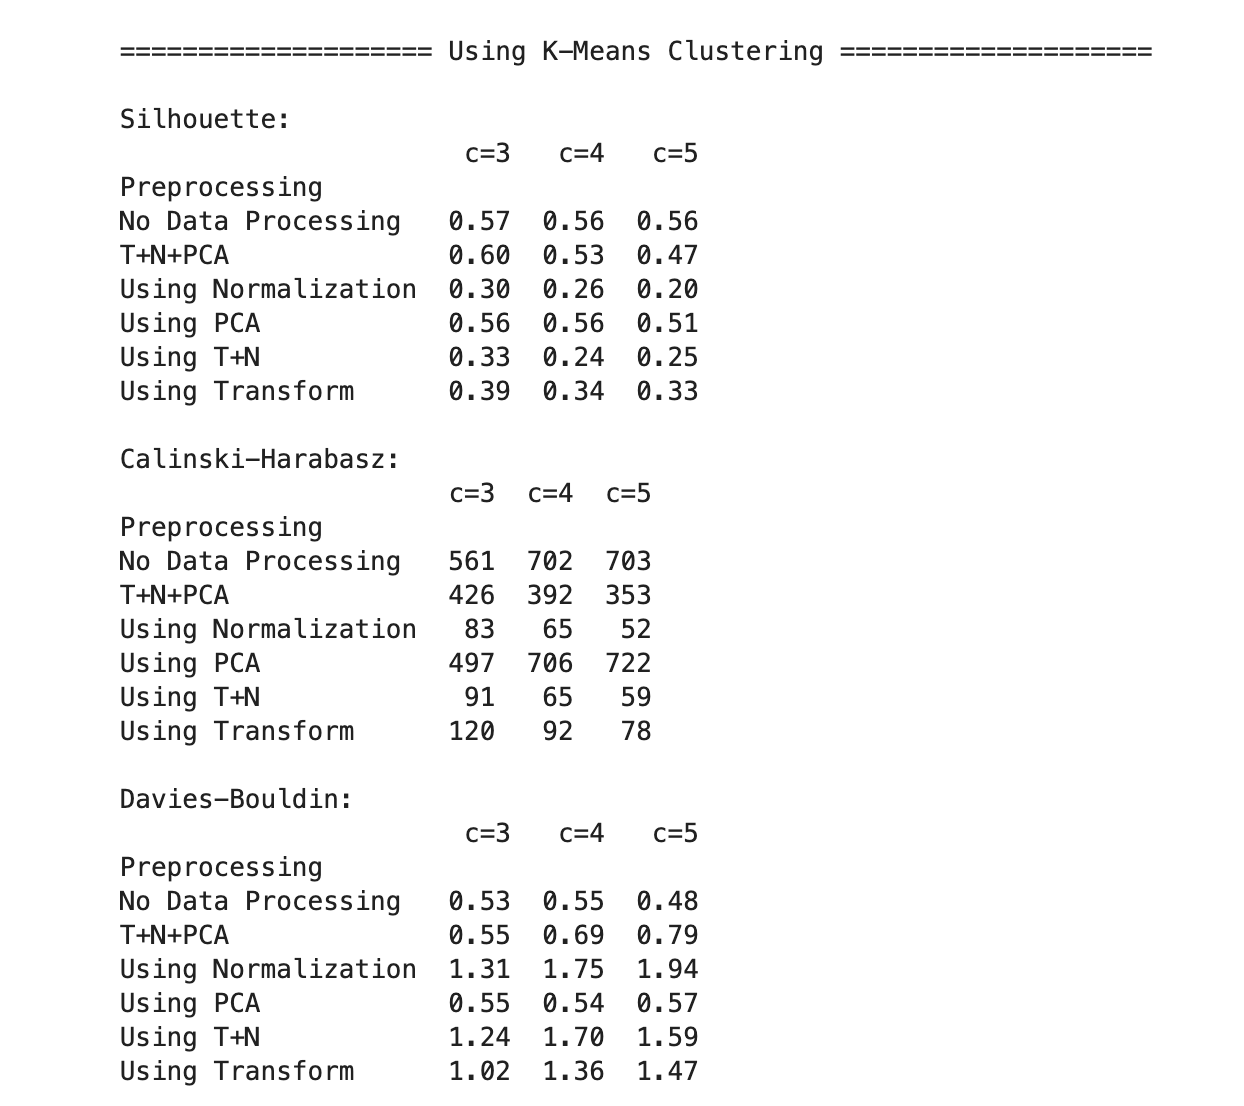 ==================== Using K-Means Clustering ====================
Silhouette:
c=3 c=4 c=5
Preprocessing
No Data Processing 0.57 0.56 0.56
T+N+PCA 0.60 0.53 0.47
Using Normalization 0.30 0.26 0.20
Using PCA 0.56 0.56 0.51
Using T+N 0.33 0.24 0.25
Using Transform 0.39 0.34 0.33
Calinski-Harabasz:
c=3 c=4 c=5
Preprocessing
No Data Processing 561 702 703
T+N+PCA 426 392 353
Using Normalization 83 65 52
Using PCA 497 706 722
Using T+N 91 65 59
Using Transform 120 92 78
Davies-Bouldin:
c=3 c=4 c=5
Preprocessing
No Data Processing 0.53 0.55 0.48
T+N+PCA 0.55 0.69 0.79
Using Normalization 1.31 1.75 1.94
Using PCA 0.55 0.54 0.57
Using T+N 1.24 1.70 1.59
Using Transform 1.02 1.36 1.47